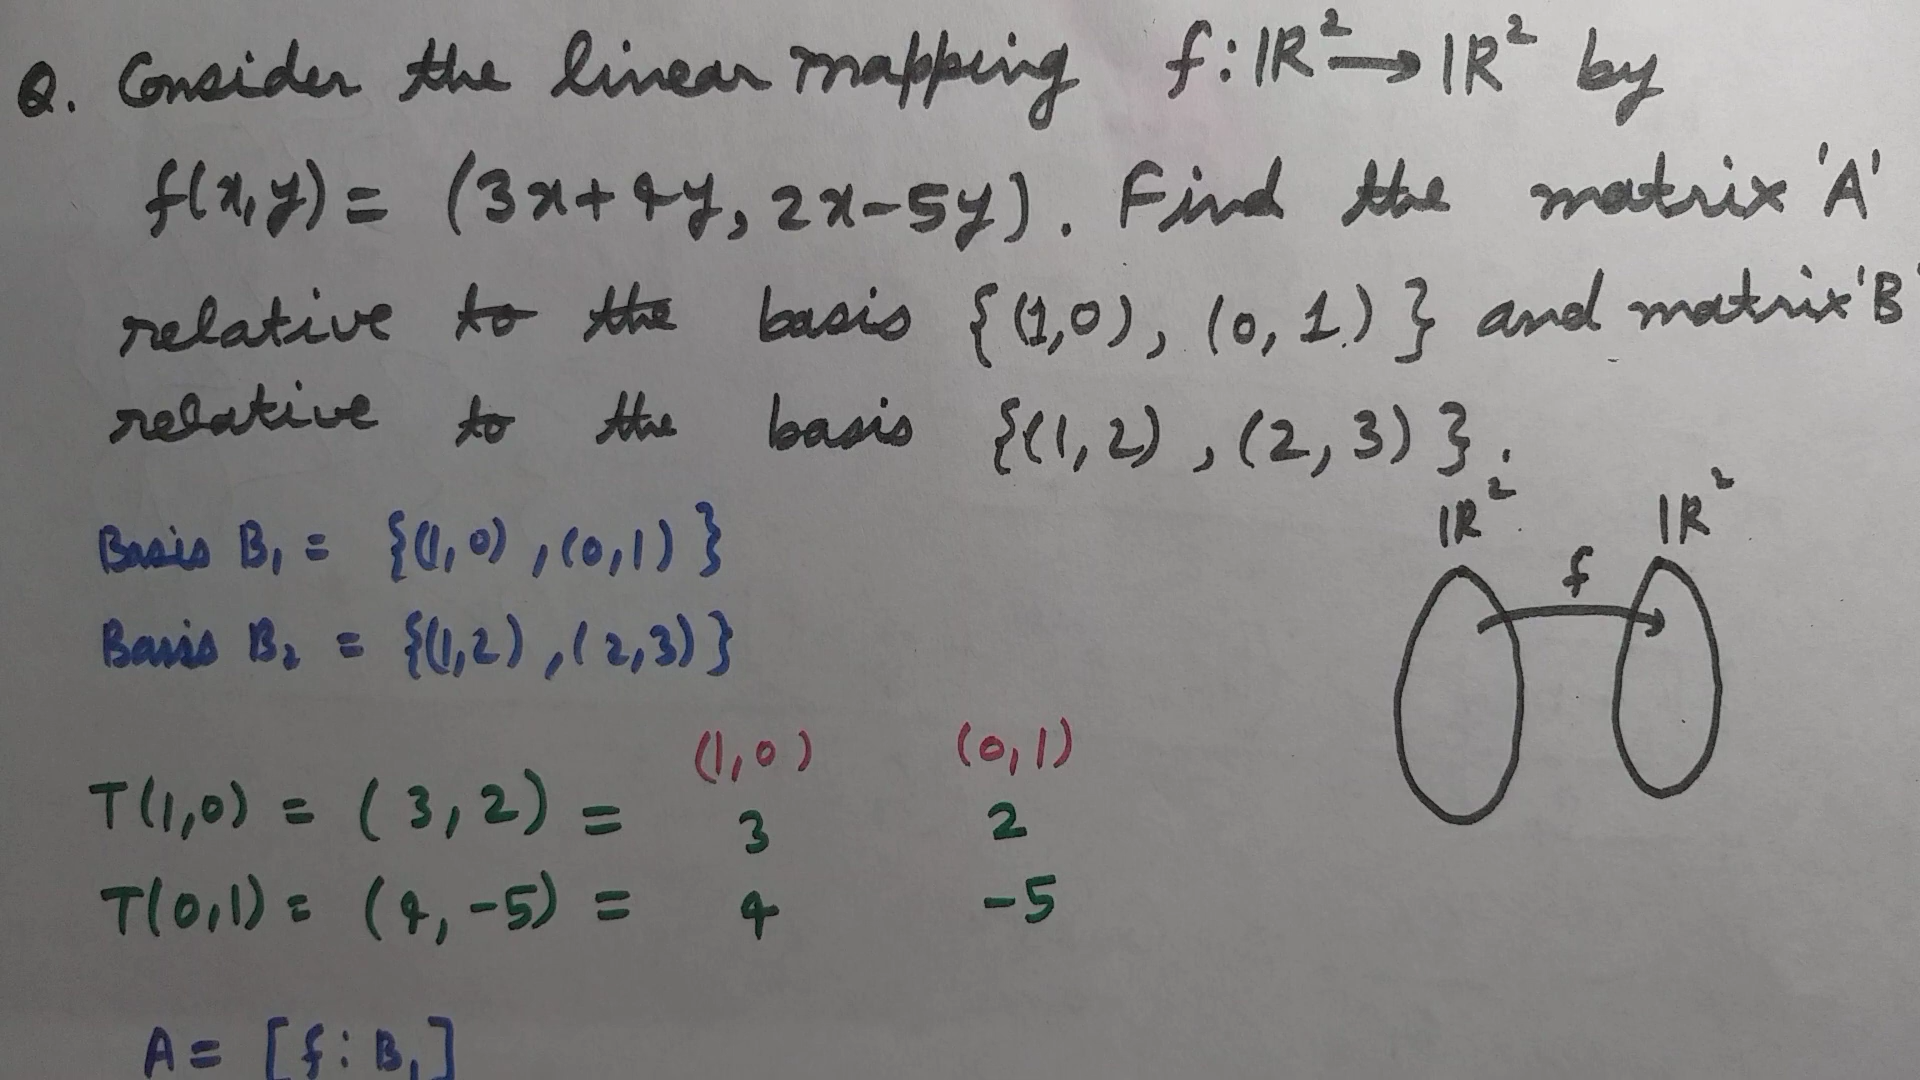 Q. Consider the linear mapping f: ℝ² → ℝ² by
f(x,y) = (3x+4y, 2x-5y). Find the matrix 'A'
relative to the basis {(1,0), (0,1)} and matrix 'B'
relative to the basis {(1,2), (2,3)}.
ℝ² ℝ²
f
Basis B₁ = {(1,0), (0,1)}
Basis B₂ = {(1,2), (2,3)}
(1,0) (0,1)
T(1,0) = (3,2) = 3 2
T(0,1) = (4,-5) = 4 -5
A = [f: B₁]